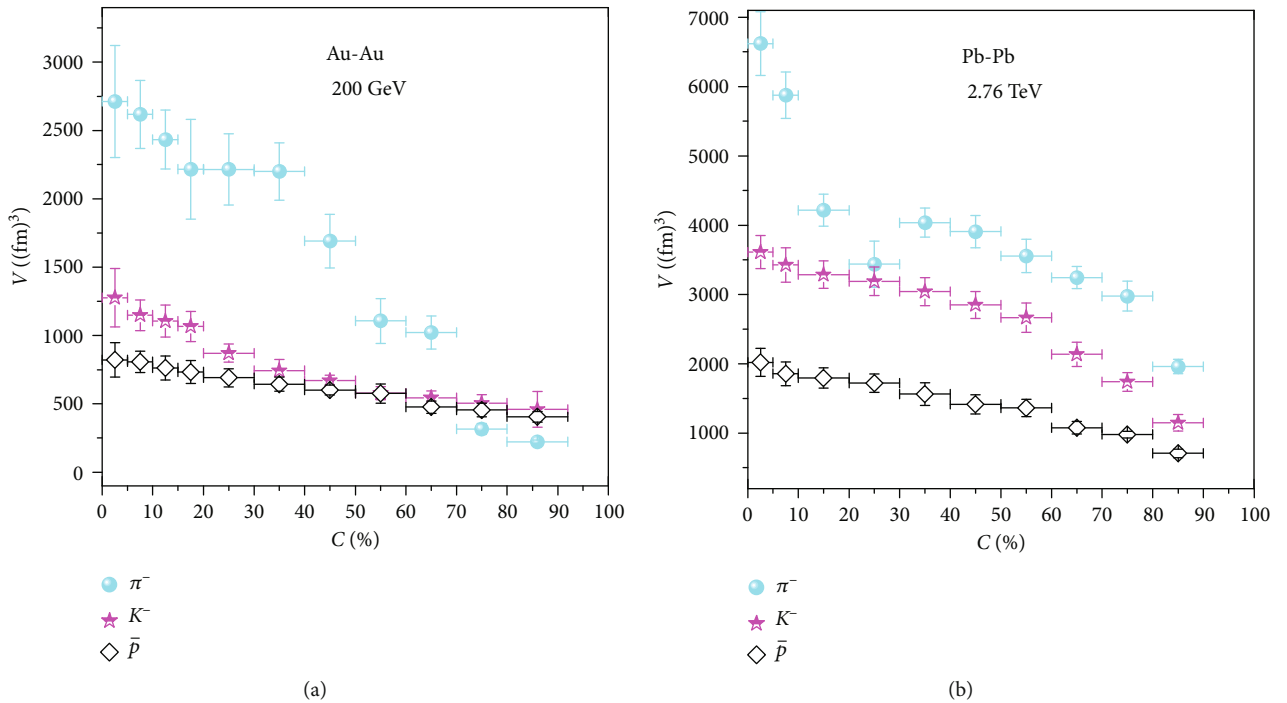 Au-Au
200 GeV
3000
2500
2000
1500
1000
500
0
V ((fm)³)
0 10 20 30 40 50 60 70 80 90 100
C (%)
π⁻
K⁻
p̄
(a)
Pb-Pb
2.76 TeV
7000
6000
5000
4000
3000
2000
1000
V ((fm)³)
0 10 20 30 40 50 60 70 80 90 100
C (%)
π⁻
K⁻
p̄
(b)